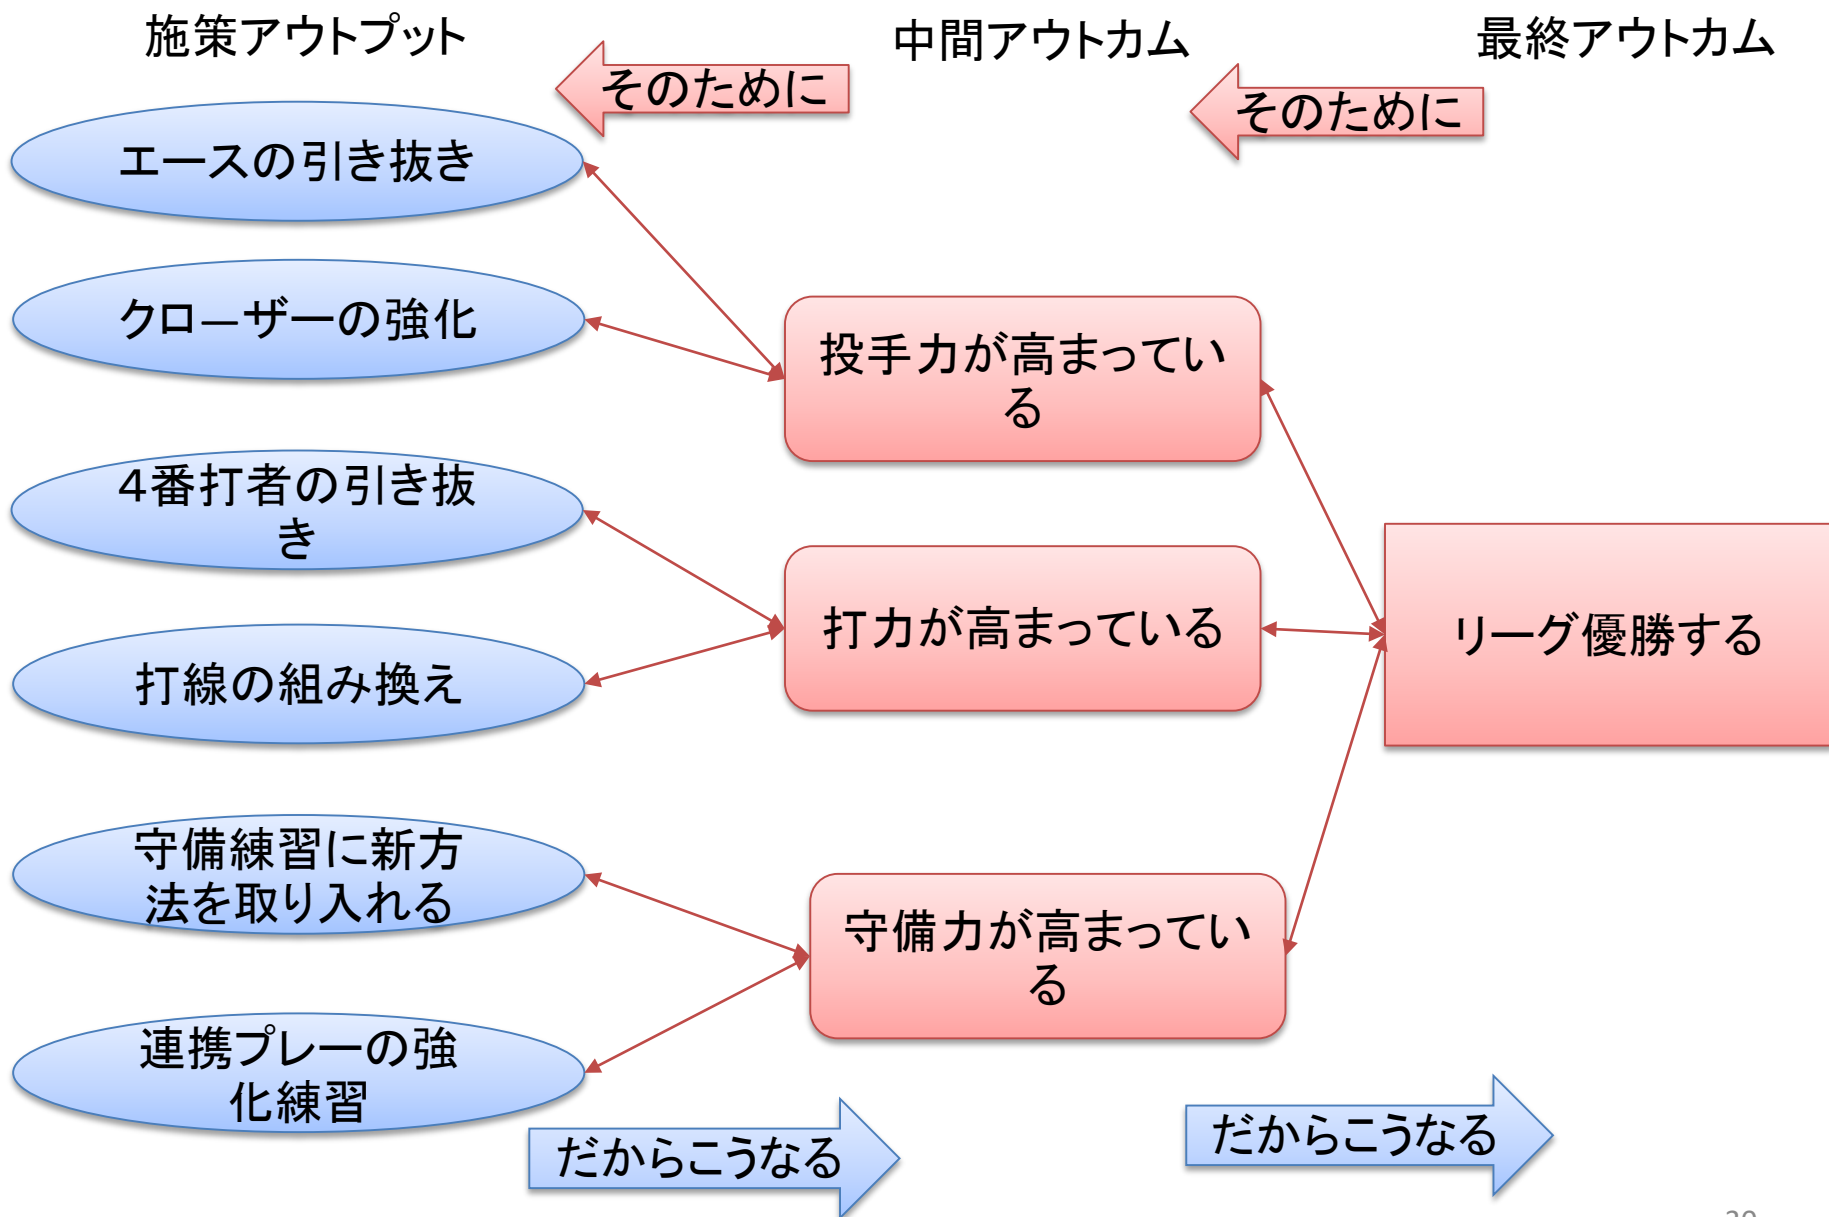 施策アウトプット
中間アウトカム
最終アウトカム
そのために
そのために
エースの引き抜き
クローザーの強化
投手力が高まってい
る
４番打者の引き抜
き
打力が高まっている
リーグ優勝する
打線の組み換え
守備練習に新方
法を取り入れる
守備力が高まってい
る
連携プレーの強
化練習
だからこうなる
だからこうなる